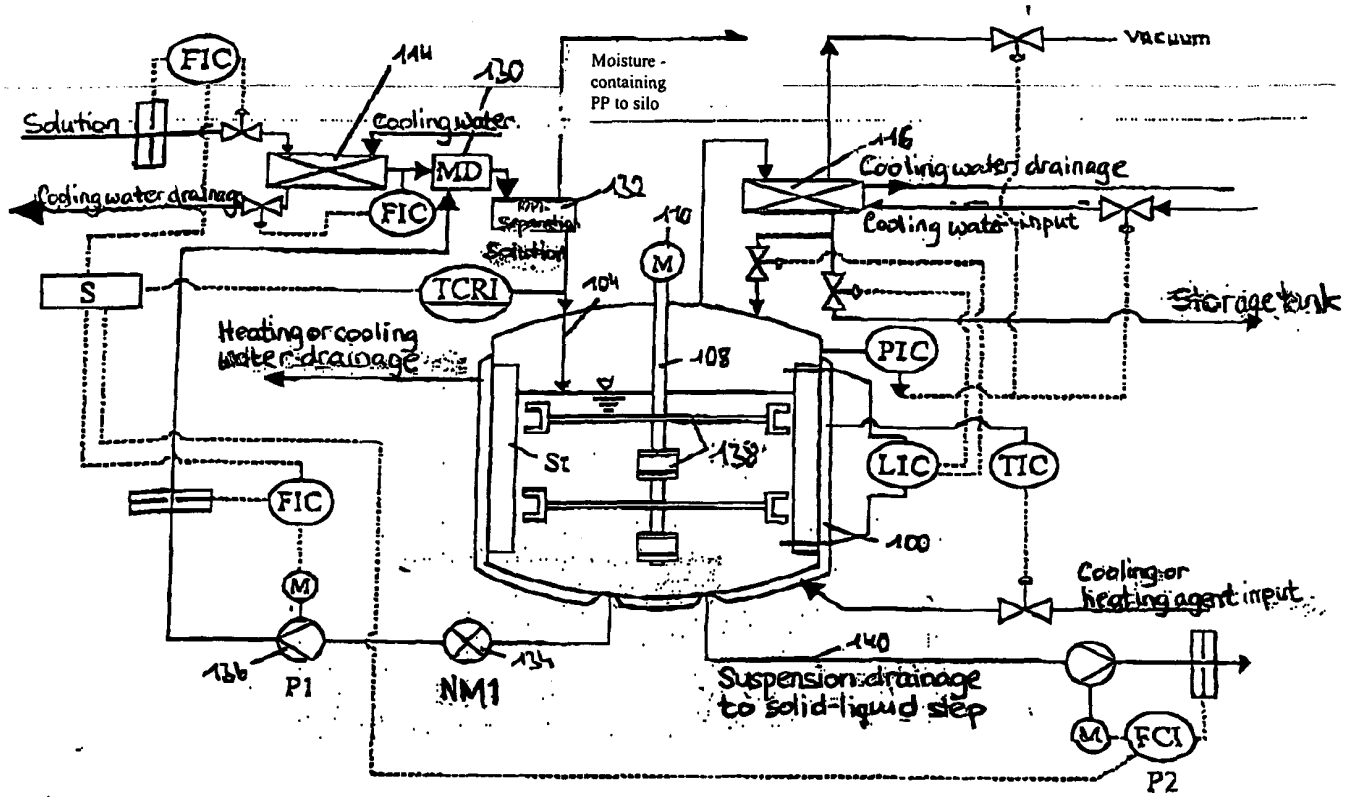 FIC
114
130
Moisture -
containing
PP to silo
vacuum
Solution
Cooling water
MD
132
116
Cooling water drainage
Cooling water drainage
FIC
Separation
Solution
110
M
Cooling water input
S
TCRI
104
Storage tank
Heating or cooling
water drainage
108
PIC
St
138
LIC
TIC
FIC
100
M
Cooling or
heating agent input
136
P1
134
NM1
140
Suspension drainage
to solid-liquid step
M
FCI
P2